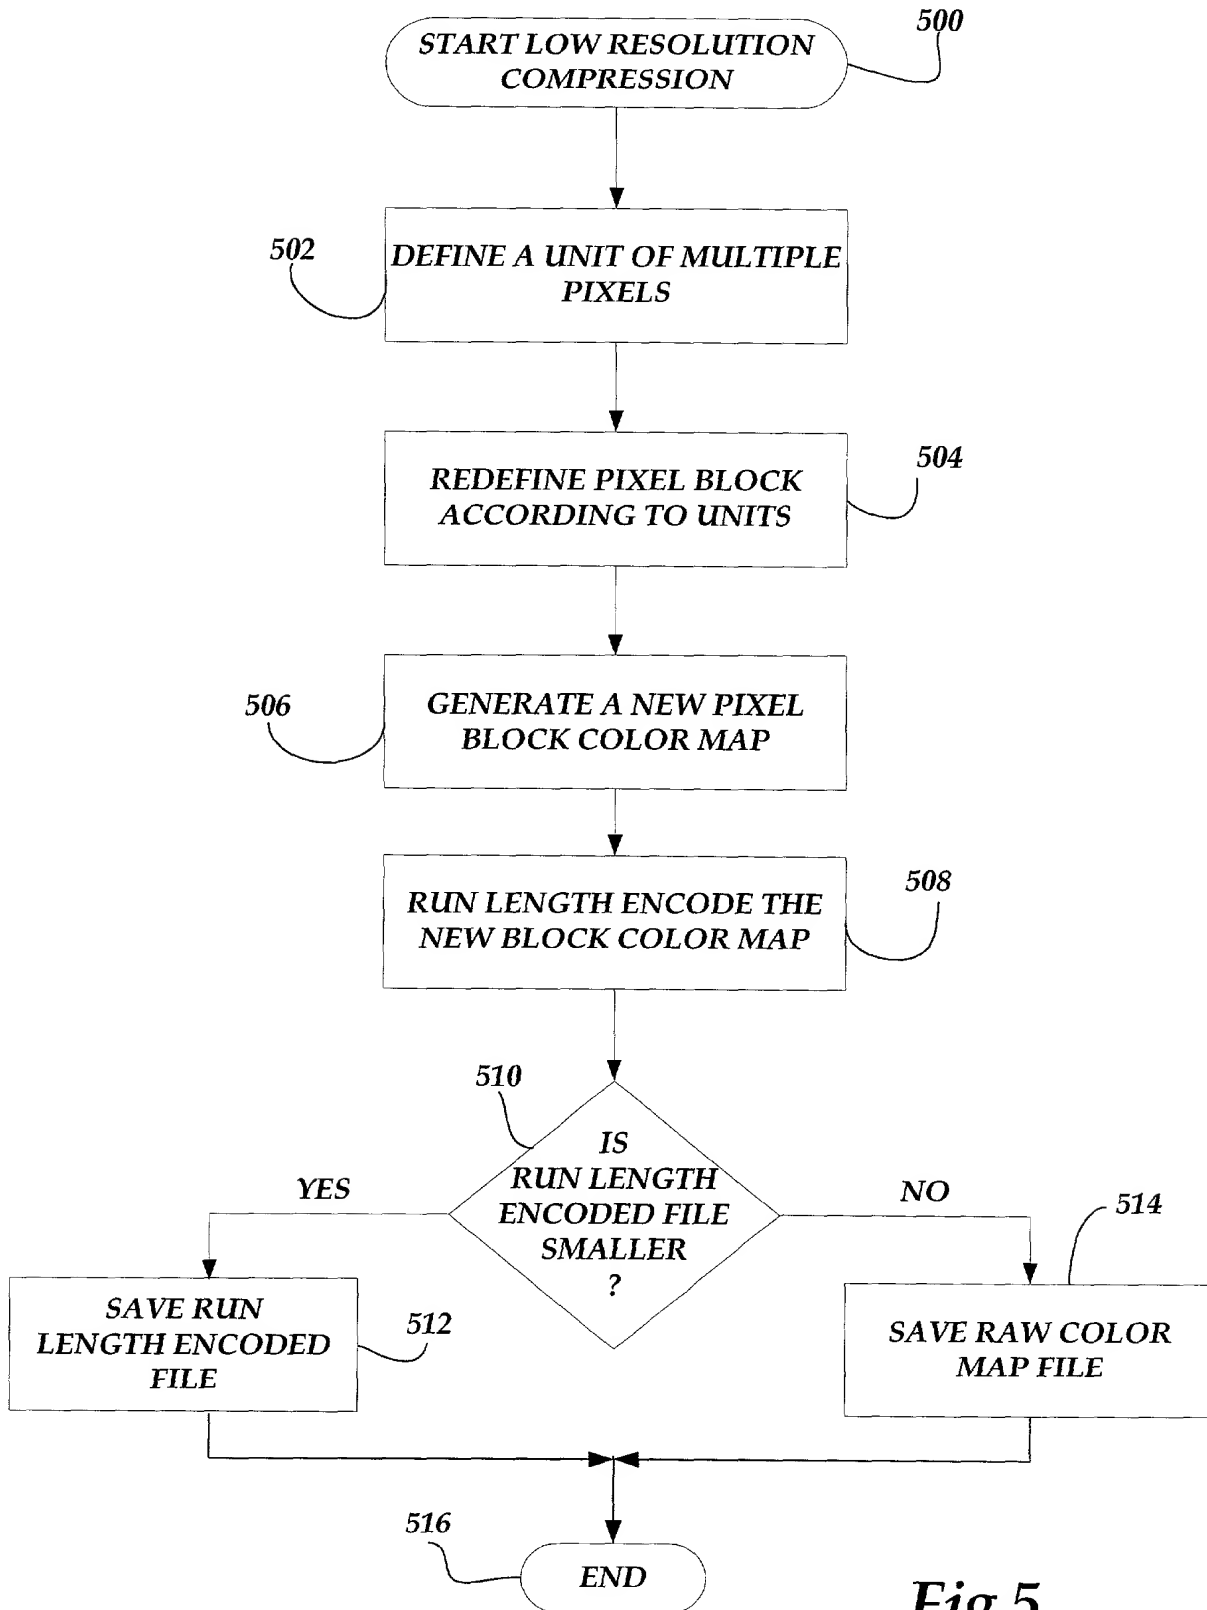 500
START LOW RESOLUTION
COMPRESSION
502
DEFINE A UNIT OF MULTIPLE
PIXELS
504
REDEFINE PIXEL BLOCK
ACCORDING TO UNITS
506
GENERATE A NEW PIXEL
BLOCK COLOR MAP
508
RUN LENGTH ENCODE THE
NEW BLOCK COLOR MAP
510
IS
RUN LENGTH
ENCODED FILE
SMALLER
?
YES
NO
514
SAVE RUN
LENGTH ENCODED
FILE
512
SAVE RAW COLOR
MAP FILE
516
END
Fig.5